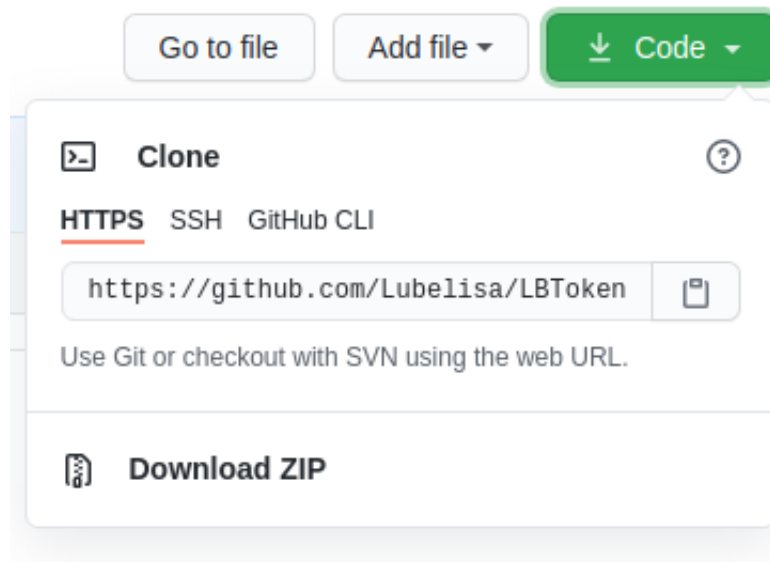 Go to file Add file Code
Clone
HTTPS SSH GitHub CLI
https://github.com/Lubelisa/LBToken
Use Git or checkout with SVN using the web URL.
Download ZIP